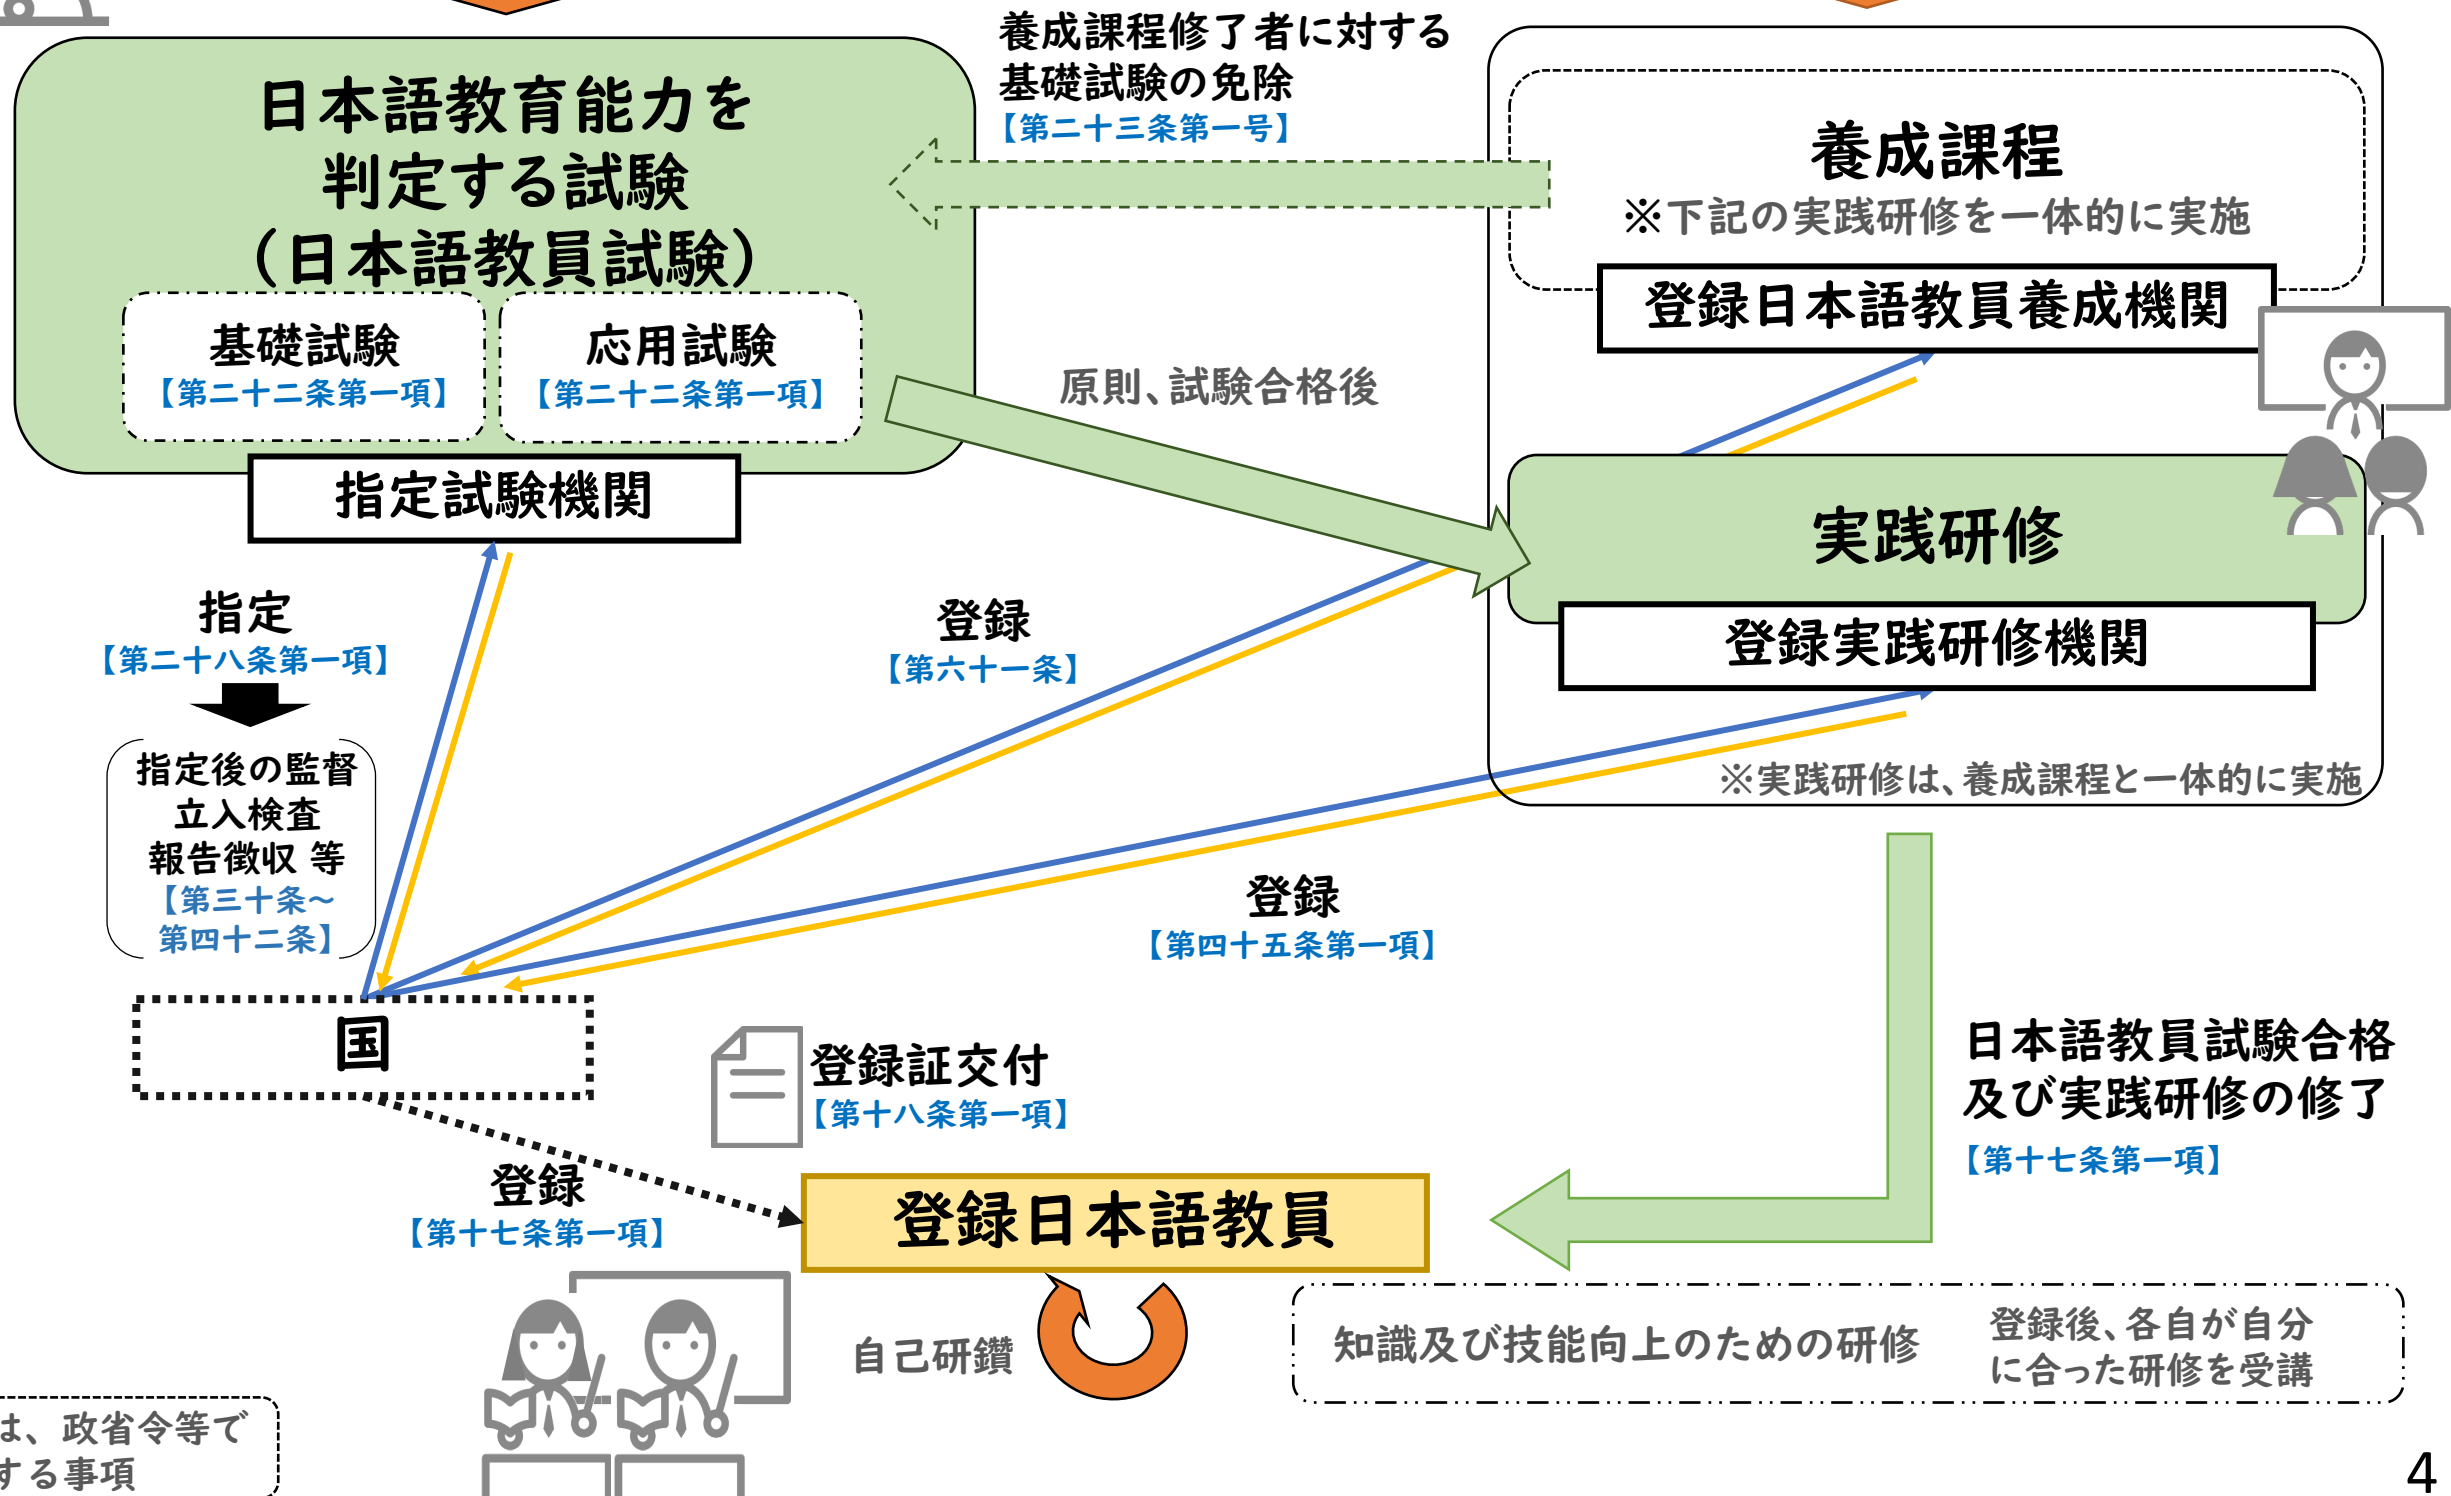 養成課程修了者に対する
基礎試験の免除
【第二十三条第一号】
日本語教育能力を
判定する試験
（日本語教員試験）
基礎試験
【第二十二条第一項】
応用試験
【第二十二条第一項】
指定試験機関
養成課程
※下記の実践研修を一体的に実施
登録日本語教員養成機関
原則、試験合格後
実践研修
登録実践研修機関
※実践研修は、養成課程と一体的に実施
指定
【第二十八条第一項】
指定後の監督
立入検査
報告徴収 等
【第三十条～
第四十二条】
登録
【第六十一条】
登録
【第四十五条第一項】
国
登録証交付
【第十八条第一項】
登録
【第十七条第一項】
登録日本語教員
日本語教員試験合格
及び実践研修の修了
【第十七条第一項】
自己研鑽
知識及び技能向上のための研修
登録後、各自が自分
に合った研修を受講
は、政省令等で
する事項
4